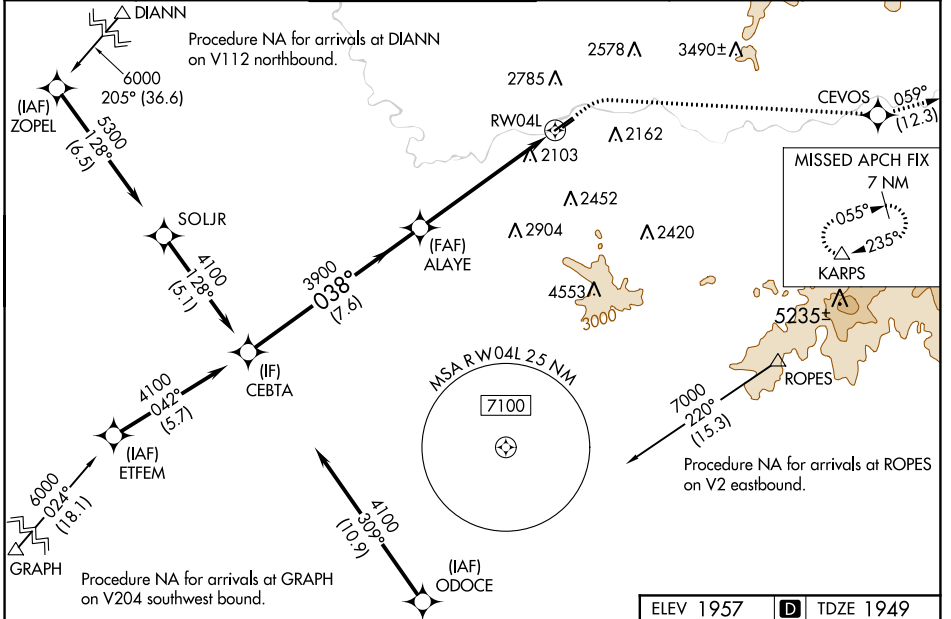 DIANN
Procedure NA for arrivals at DIANN
on V112 northbound.
6000
205° (36.6)
(IAF)
ZOPEL
5300
128°
(6.5)
SOLJR
4100
128°
(5.1)
2578
3490±
2785
RW04L
2103
2162
CEVOS
059°
(12.3)
MISSED APCH FIX
7 NM
055°
235°
KARPS
2452
2904
2420
(FAF)
ALAYE
3900
038°
(7.6)
4553
3000
5235±
(IF)
CEBTA
4100
042°
(5.7)
(IAF)
ETFEM
6000
024°
(18.1)
GRAPH
MSA RW04L 25 NM
7100
ROPES
7000
220°
(15.3)
Procedure NA for arrivals at ROPES
on V2 eastbound.
4100
309°
(10.9)
(IAF)
ODOCE
Procedure NA for arrivals at GRAPH
on V204 southwest bound.
ELEV 1957 D TDZE 1949